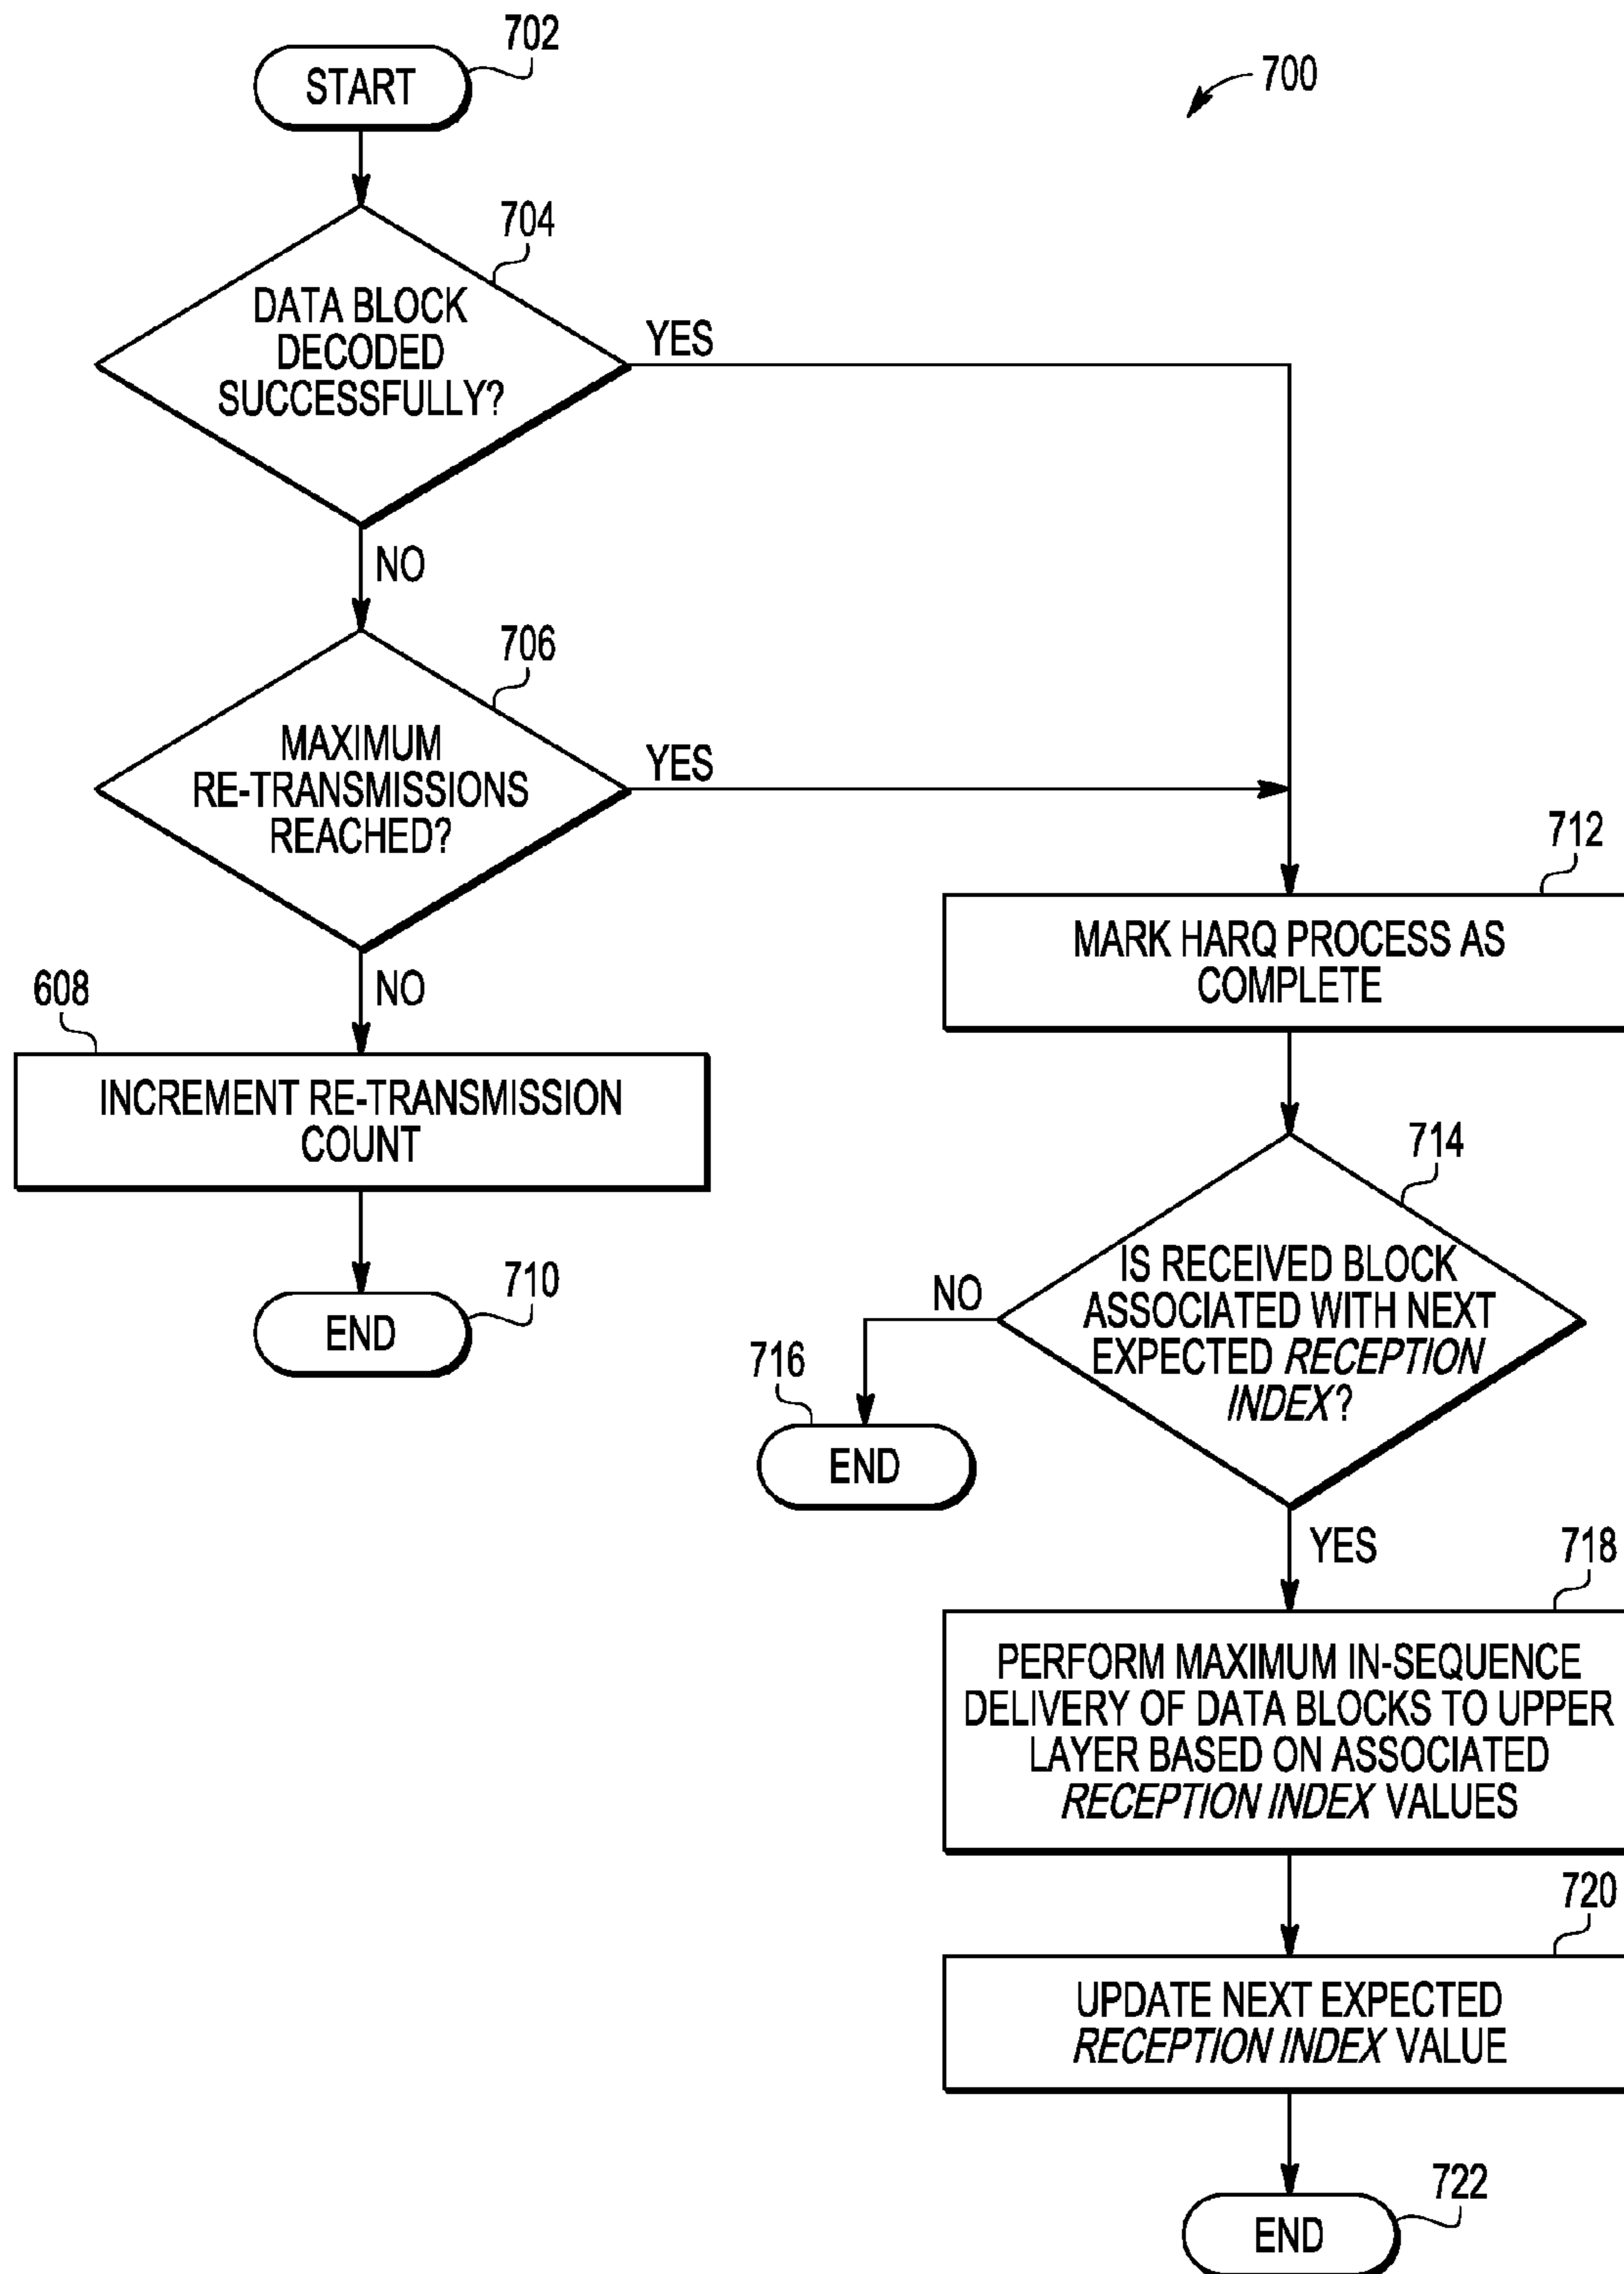 702
START
700
704
DATA BLOCK
DECODED
SUCCESSFULLY?
YES
NO
706
MAXIMUM
RE-TRANSMISSIONS
REACHED?
YES
NO
608
INCREMENT RE-TRANSMISSION
COUNT
710
END
712
MARK HARQ PROCESS AS
COMPLETE
714
IS RECEIVED BLOCK
ASSOCIATED WITH NEXT
EXPECTED RECEPTION
INDEX?
NO
716
END
YES
718
PERFORM MAXIMUM IN-SEQUENCE
DELIVERY OF DATA BLOCKS TO UPPER
LAYER BASED ON ASSOCIATED
RECEPTION INDEX VALUES
720
UPDATE NEXT EXPECTED
RECEPTION INDEX VALUE
722
END